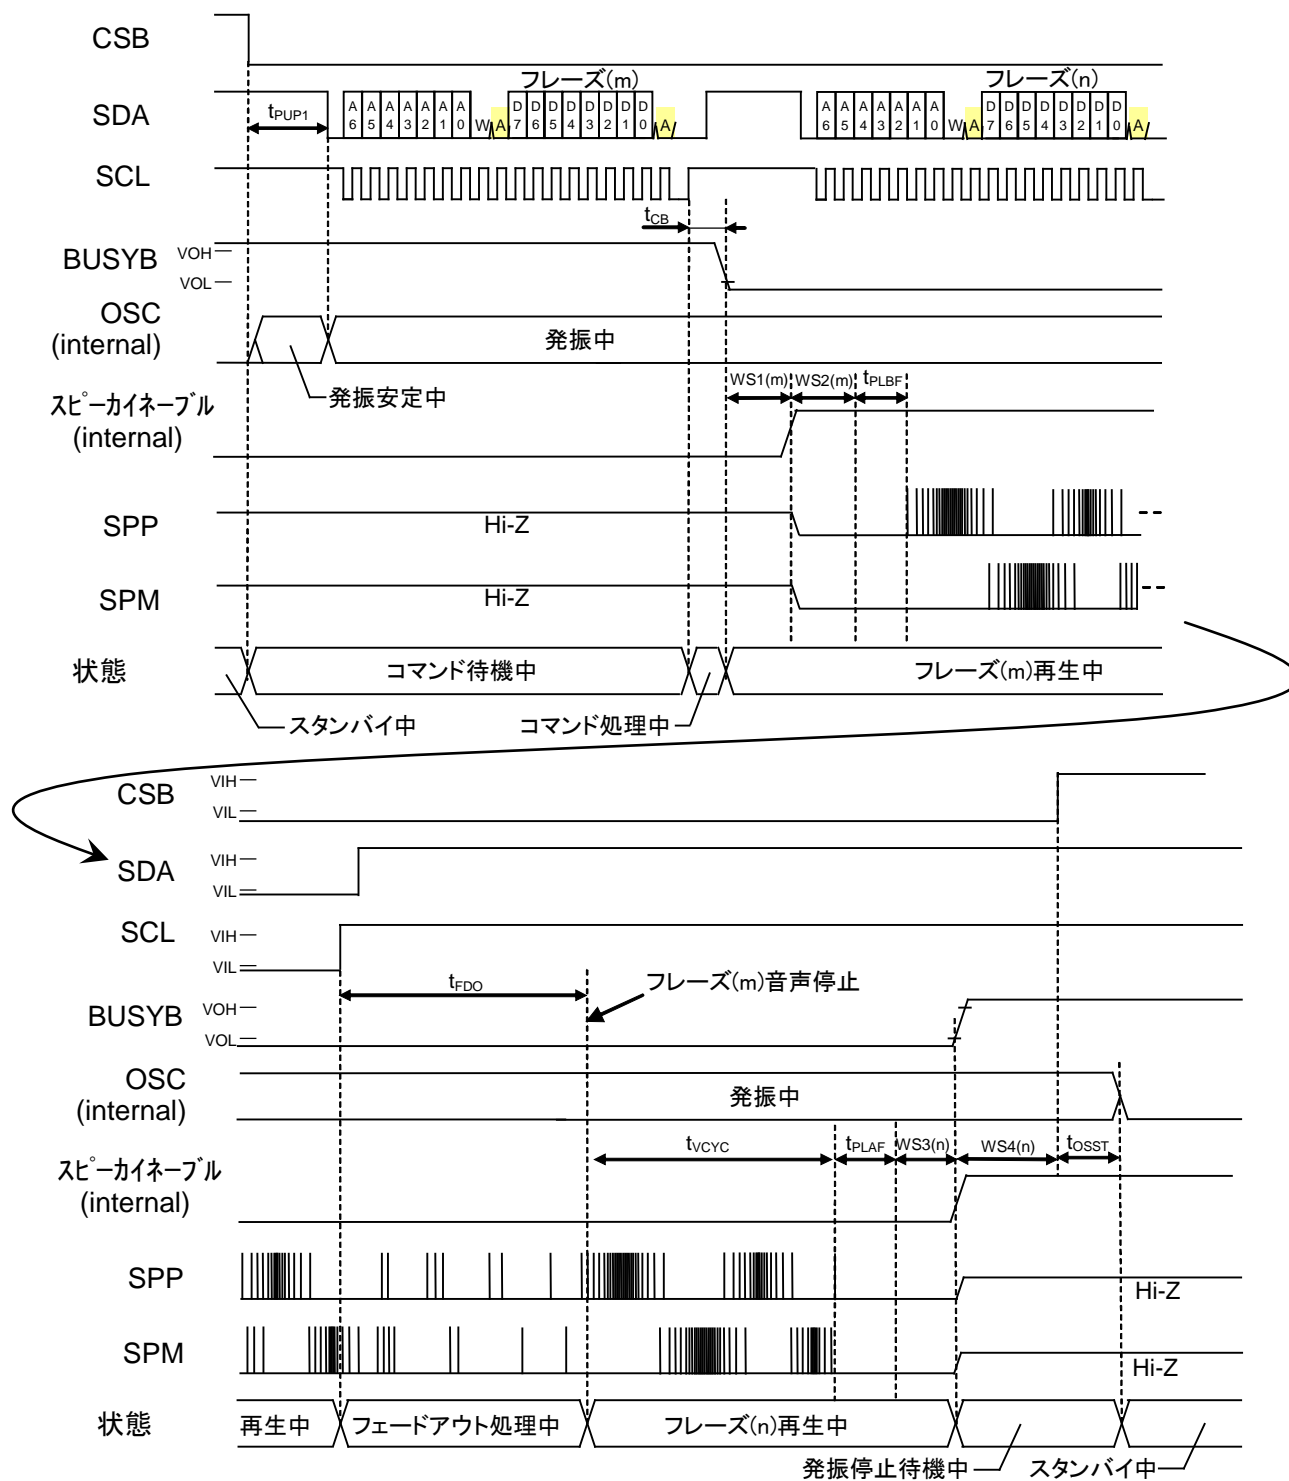 CSB
フレーズ(m) フレーズ(n)
SDA tPUP1 A6 A5 A4 A3 A2 A1 A0 W A D7 D6 D5 D4 D3 D2 D1 D0 A A6 A5 A4 A3 A2 A1 A0 W A D7 D6 D5 D4 D3 D2 D1 D0 A
SCL
tCB
BUSYB VOH
VOL
OSC
(internal) 発振中
発振安定中
WS1(m) WS2(m) tPLBF
スピーカイネーブル
(internal)
SPP Hi-Z
SPM Hi-Z
状態 コマンド待機中 フレーズ(m)再生中
スタンバイ中 コマンド処理中
CSB VIH
VIL
SDA VIH
VIL
SCL VIH
VIL
tFDO フレーズ(m)音声停止
BUSYB VOH
VOL
OSC
(internal) 発振中
tVCYC tPLAF WS3(n) WS4(n) tOSST
スピーカイネーブル
(internal)
SPP Hi-Z
SPM Hi-Z
状態 再生中 フェードアウト処理中 フレーズ(n)再生中
発振停止待機中 スタンバイ中